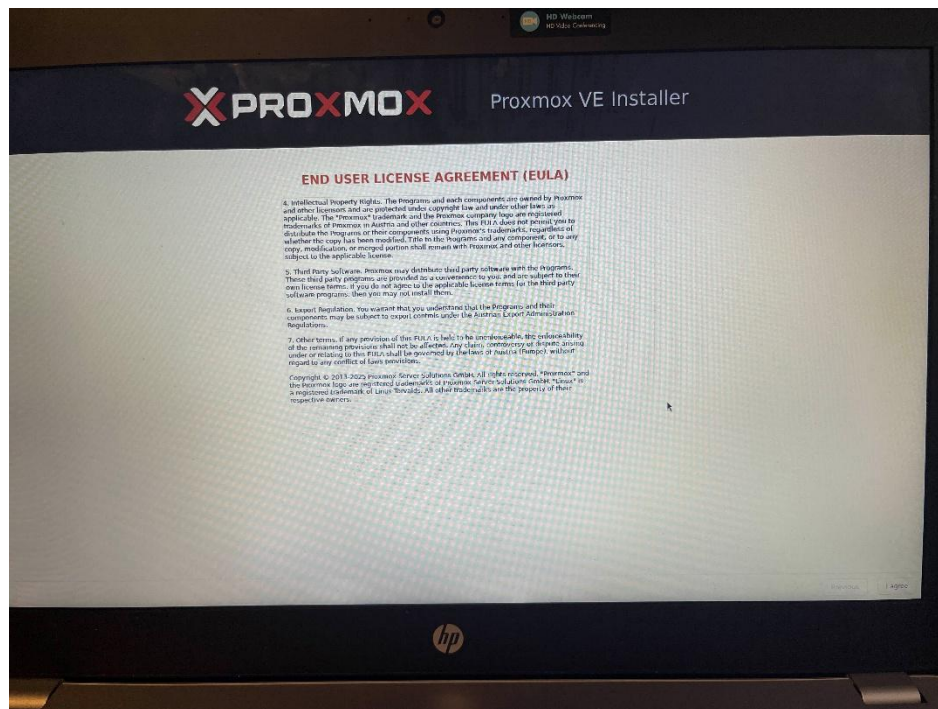 HD Webcam
HD Video Conferencing
PROXMOX
Proxmox VE Installer
END USER LICENSE AGREEMENT (EULA)
4. Intellectual Property Rights. The Programs and each components are owned by Proxmox
and other licensors and are protected under copyright law and under other laws as
applicable. The "Proxmox" trademark and the Proxmox company logo are registered
trademarks of Proxmox in Austria and other countries. This EULA does not permit you to
distribute the Programs or their components using Proxmox's trademarks, regardless of
whether the copy has been modified. Title to the Programs and any component, or to any
copy, modification, or merged portion shall remain with Proxmox and other licensors,
subject to the applicable license.
5. Third Party Software. Proxmox may distribute third party software with the Programs.
These third party programs are provided as a convenience to you, and are subject to their
own license terms. If you do not agree to the applicable license terms for the third party
software programs, then you may not install them.
6. Export Regulation. You warrant that you understand that the Programs and their
components may be subject to export controls under the Austrian Export Administration
Regulations.
7. Other terms. If any provision of this EULA is held to be unenforceable, the enforceability
of the remaining provisions shall not be affected. Any claim, controversy or dispute arising
under or relating to this EULA shall be governed by the laws of Austria (Europe), without
regard to any conflict of laws provisions.
Copyright © 2013-2025 Proxmox Server Solutions GmbH. All rights reserved. "Proxmox" and
the Proxmox logo are registered trademarks of Proxmox Server Solutions GmbH. "Linux" is
a registered trademark of Linus Torvalds. All other trademarks are the property of their
respective owners.
I agree
hp